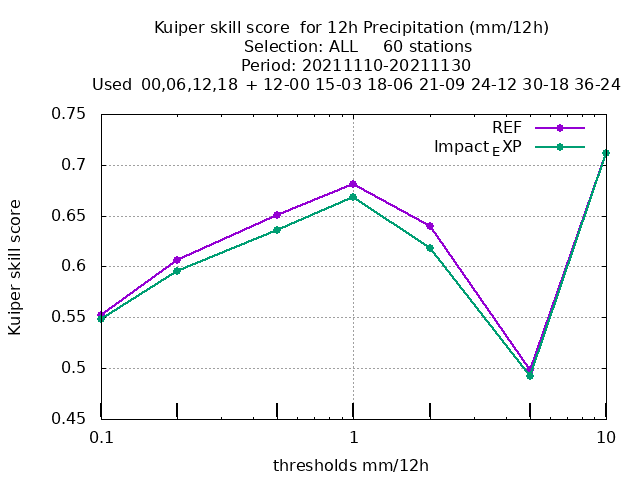 Kuiper skill score  for 12h Precipitation (mm/12h)
Selection: ALL     60 stations
Period: 20211110-20211130
Used  00,06,12,18  + 12-00 15-03 18-06 21-09 24-12 30-18 36-24
REF
Impact_EXP
0.75
0.7
0.65
0.6
0.55
0.5
0.45
Kuiper skill score
0.1
1
10
thresholds mm/12h